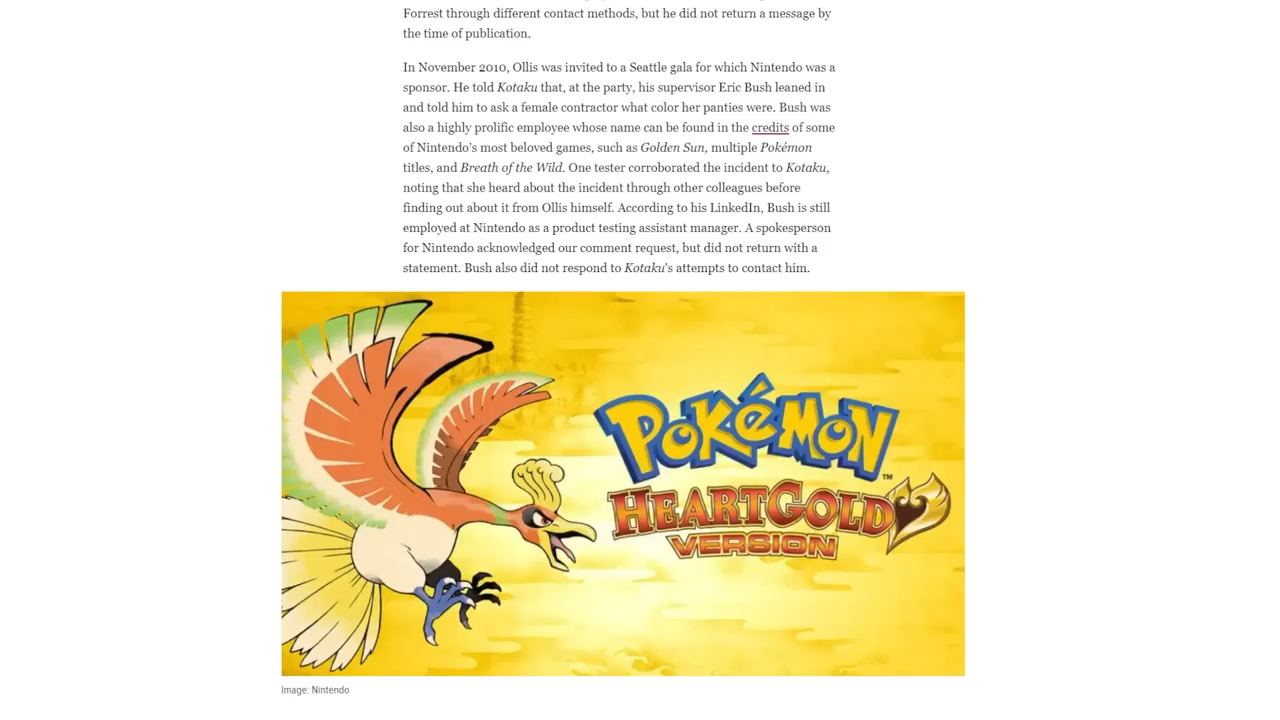 Forrest through different contact methods, but he did not return a message by
the time of publication.
In November 2010, Ollis was invited to a Seattle gala for which Nintendo was a
sponsor. He told Kotaku that, at the party, his supervisor Eric Bush leaned in
and told him to ask a female contractor what color her panties were. Bush was
also a highly prolific employee whose name can be found in the credits of some
of Nintendo's most beloved games, such as Golden Sun, multiple Pokémon
titles, and Breath of the Wild. One tester corroborated the incident to Kotaku,
noting that she heard about the incident through other colleagues before
finding out about it from Ollis himself. According to his LinkedIn, Bush is still
employed at Nintendo as a product testing assistant manager. A spokesperson
for Nintendo acknowledged our comment request, but did not return with a
statement. Bush also did not respond to Kotaku's attempts to contact him.
POKéMON™
HEARTGOLD
VERSION
Image: Nintendo